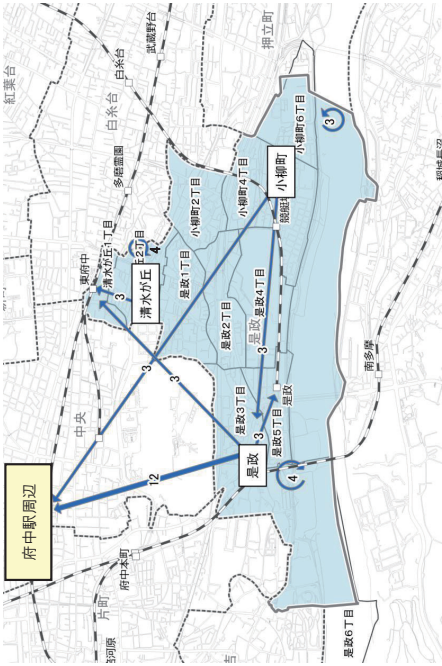 紅葉台
武蔵野台
白糸台
白糸台
押立町
多磨霊園
小柳町6丁目
3
小柳町4丁目
小柳町2丁目
小柳町
競艇場
清水が丘1丁目
東府中
4
清水が丘
3
是政1丁目
是政2丁目
是政
是政4丁目
3
是政3丁目
3
3
3
是政
是政5丁目
是政
4
南多摩
中央
12
府中駅周辺
府中本町
片町
是政6丁目